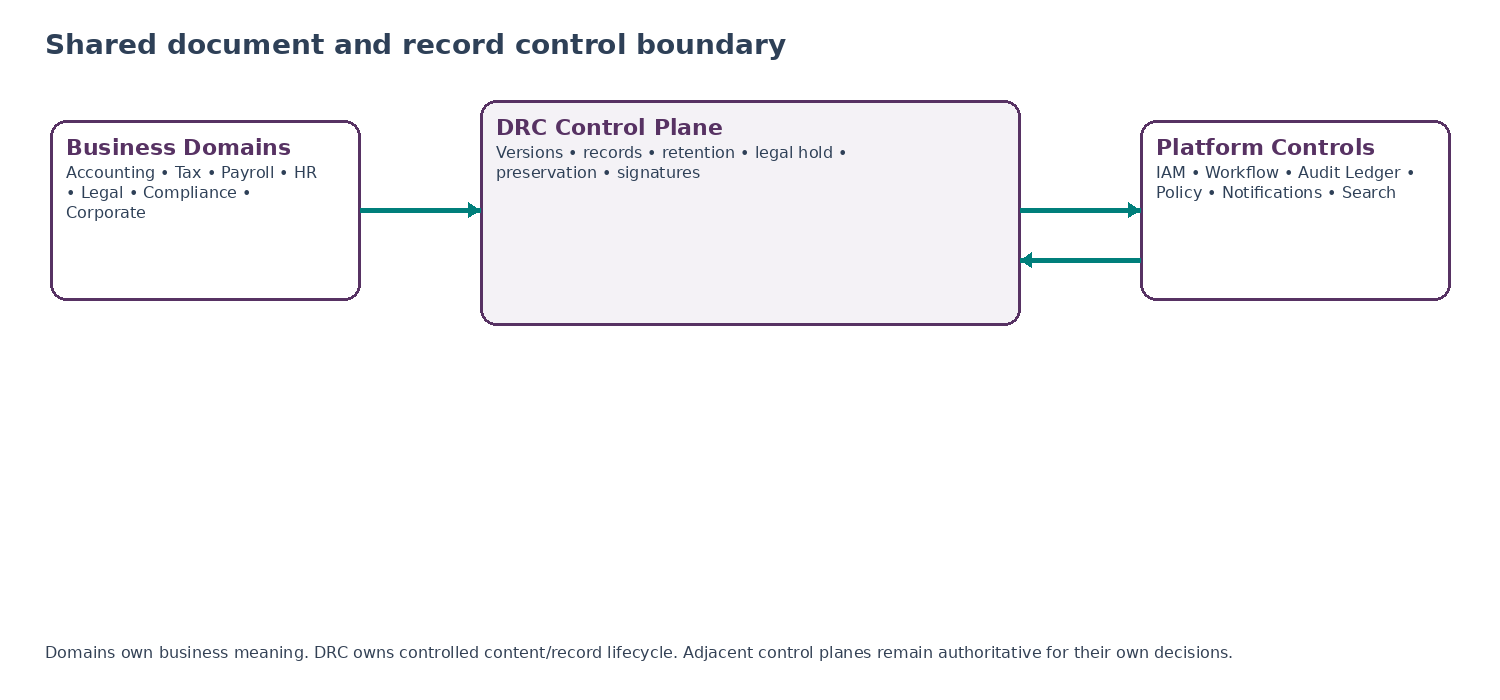 Shared document and record control boundary
Business Domains
Accounting • Tax • Payroll • HR
• Legal • Compliance •
Corporate
DRC Control Plane
Versions • records • retention • legal hold •
preservation • signatures
Platform Controls
IAM • Workflow • Audit Ledger •
Policy • Notifications • Search
Domains own business meaning. DRC owns controlled content/record lifecycle. Adjacent control planes remain authoritative for their own decisions.